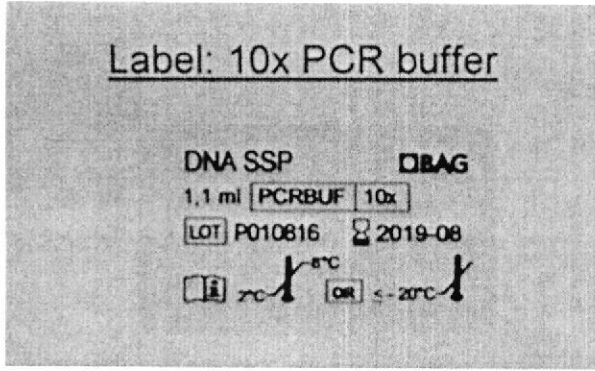 Label: 10x PCR buffer
DNA SSP BAG
1,1 ml PCRBUF 10x
LOT P010816 2019-08
i 2°C 8°C OR ≤-20°C